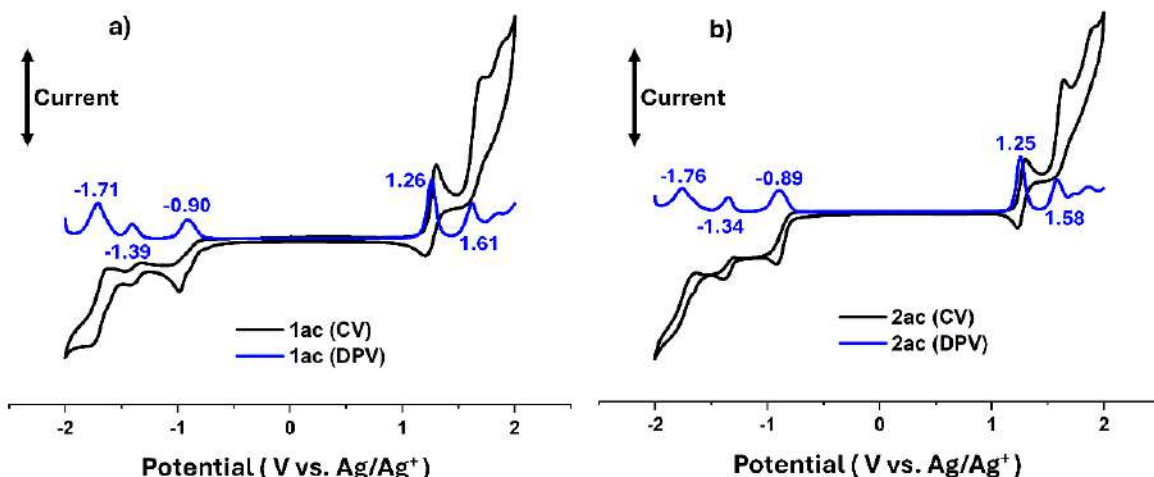 a)
Current
-1.71
-0.90
-1.39
1.26
1.61
1ac (CV)
1ac (DPV)
-2
-1
0
1
2
Potential ( V vs. Ag/Ag⁺)
b)
Current
-1.76
-0.89
-1.34
1.25
1.58
2ac (CV)
2ac (DPV)
-2
-1
0
1
2
Potential ( V vs. Ag/Ag⁺)